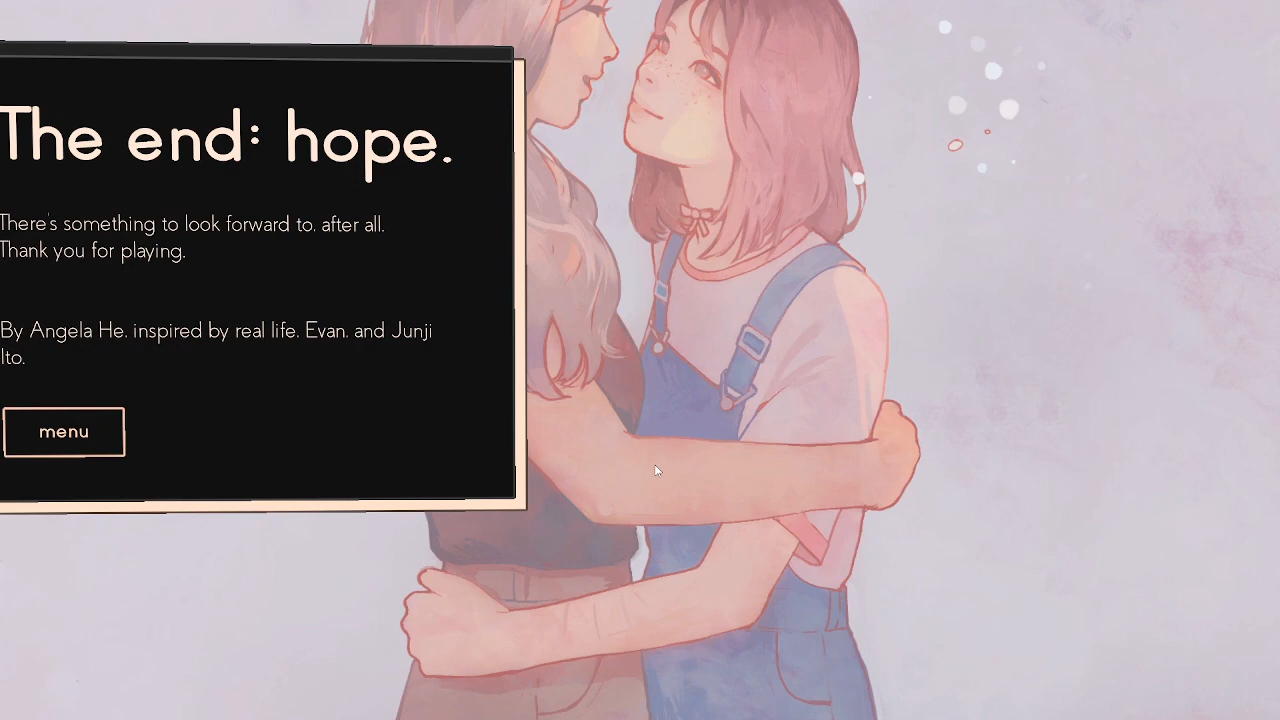 The end: hope.
There's something to look forward to. after all.
Thank you for playing.
By Angela He. inspired by real life. Evan. and Junji
Ito.
menu